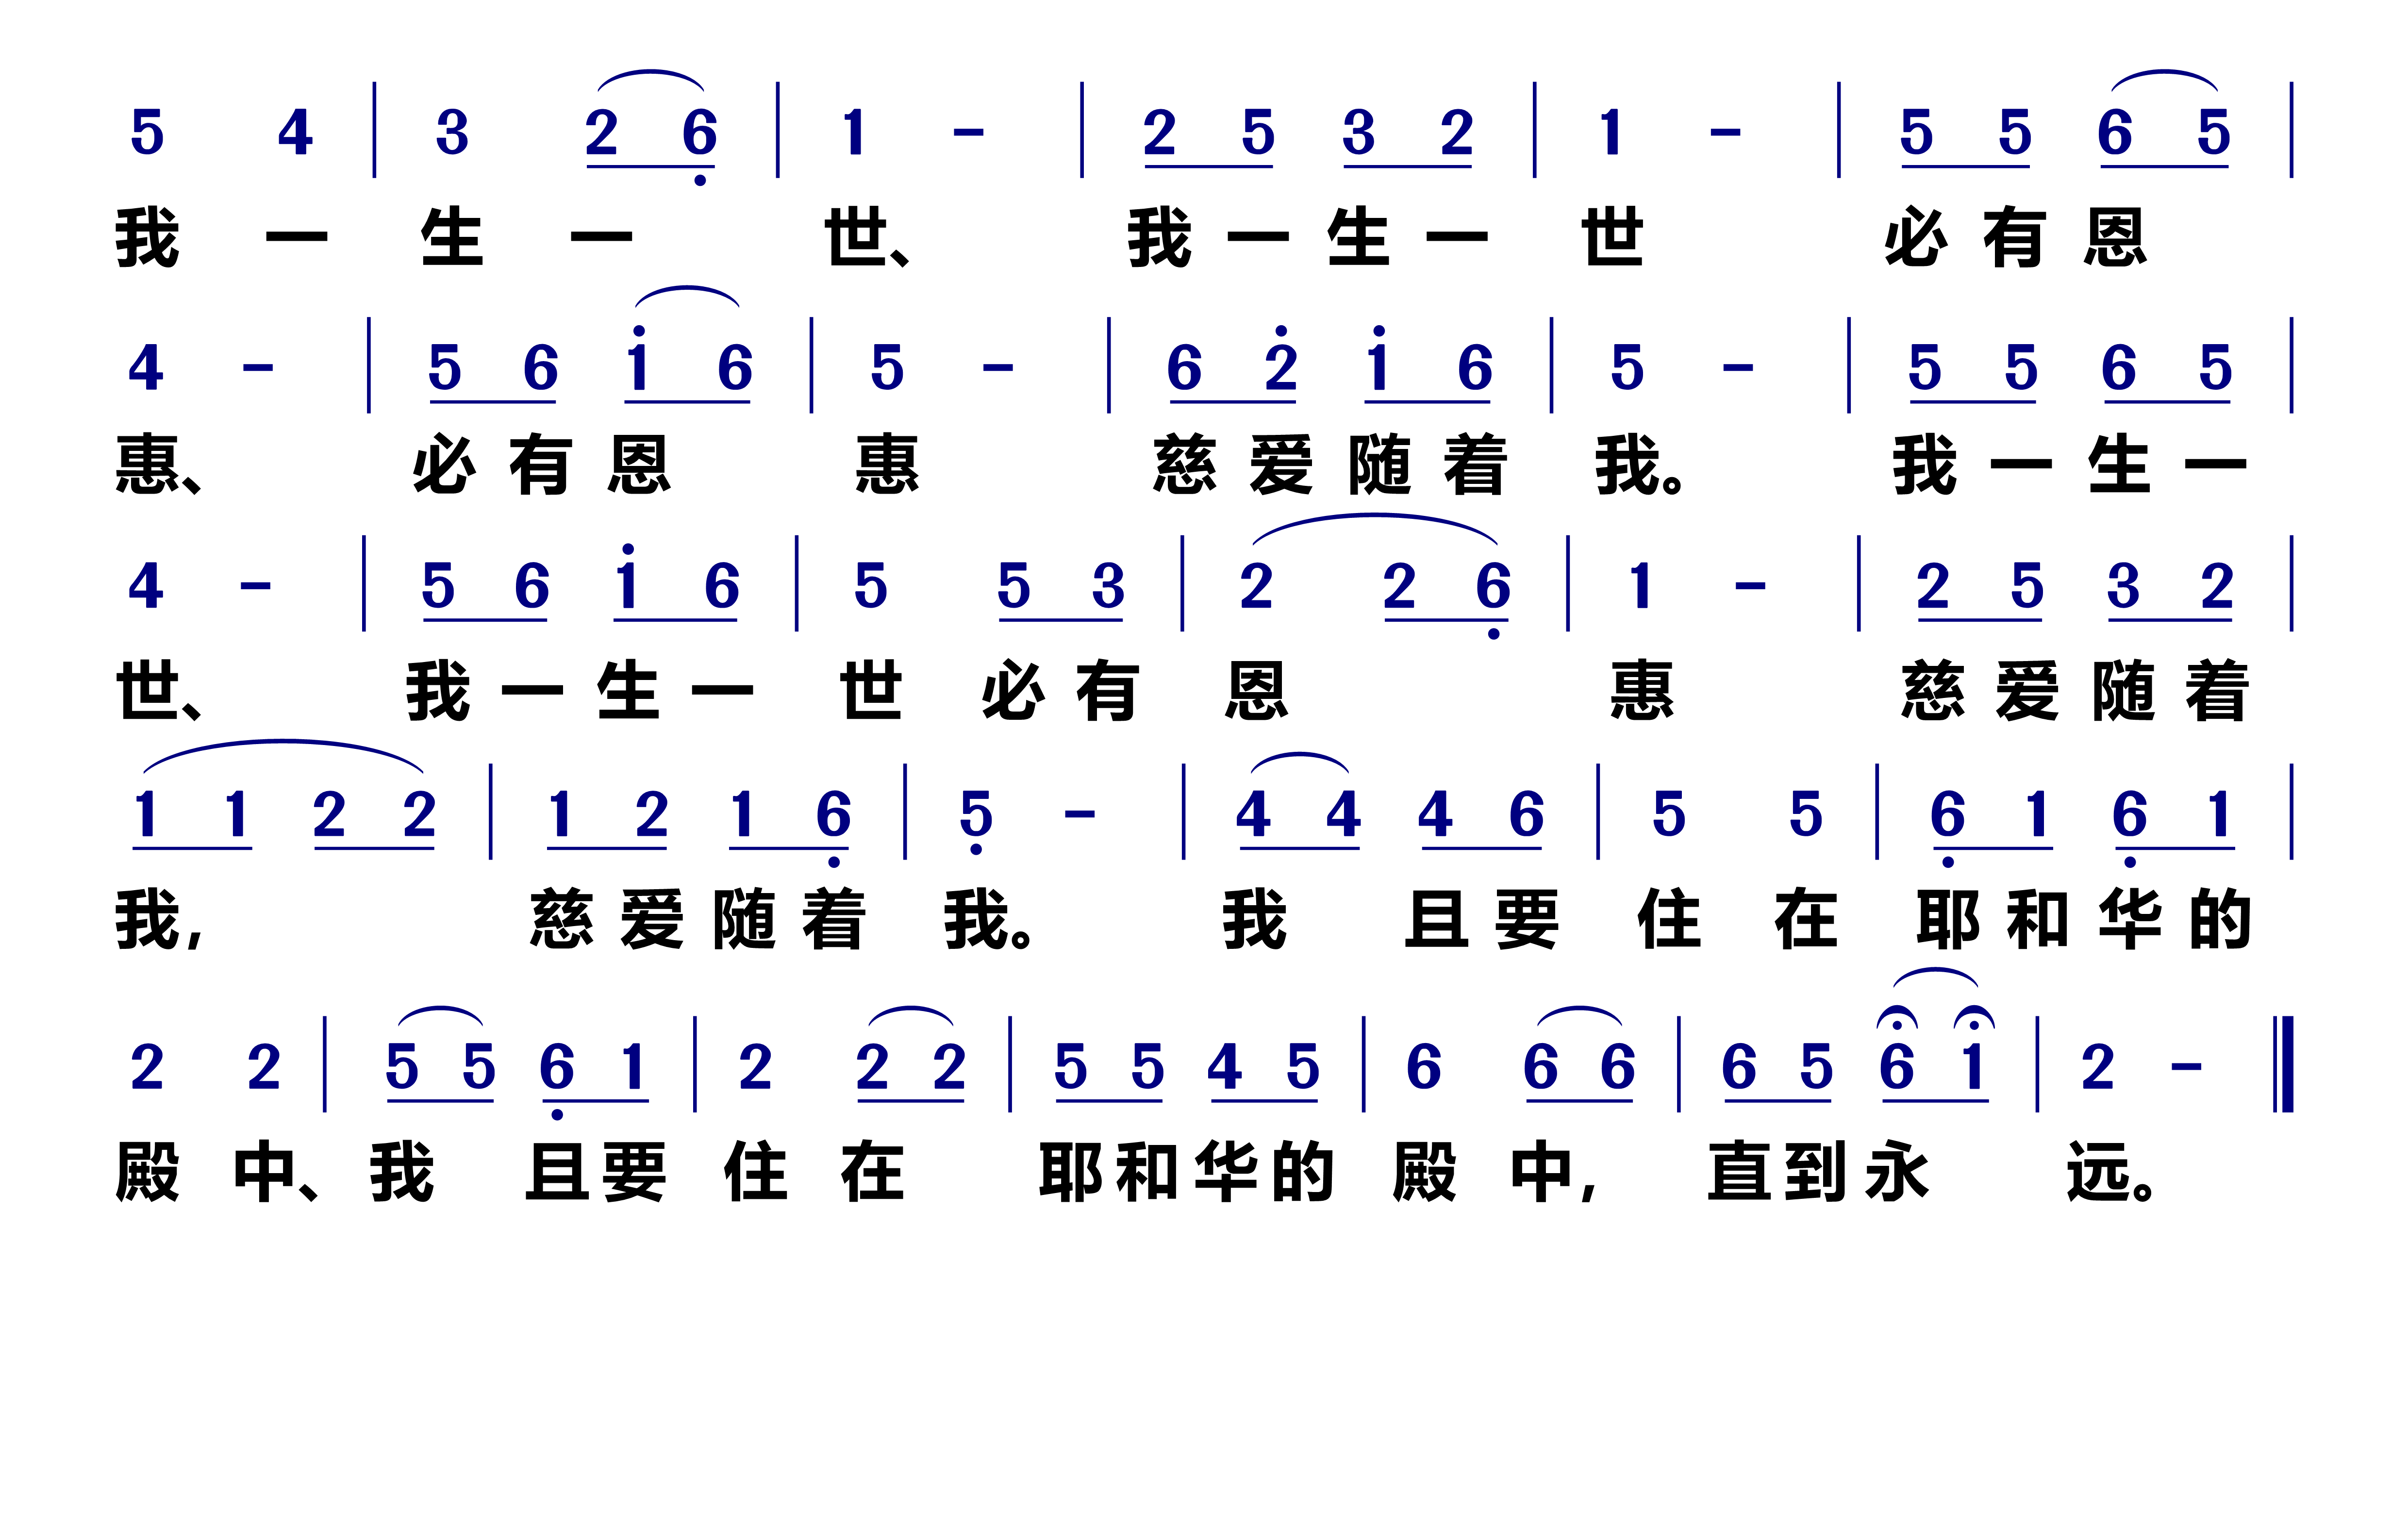 5 4 | 3 2 6̣ | 1 - | 2 5 3 2 | 1 - | 5 5 6 5 |
我 一 生 一 世、 我 一 生 一 世 必 有 恩
4 - | 5 6 1̇ 6 | 5 - | 6 2̇ 1̇ 6 | 5 - | 5 5 6 5 |
惠、 必 有 恩 惠 慈 爱 随 着 我。 我 一 生 一
4 - | 5 6 1̇ 6 | 5 5 3 | 2 2 6̣ | 1 - | 2 5 3 2 |
世、 我 一 生 一 世 必 有 恩 惠 慈 爱 随 着
1 1 2 2 | 1 2 1 6̣ | 5̣ - | 4 4 4 6 | 5 5 | 6̣ 1 6̣ 1 |
我, 慈 爱 随 着 我。 我 且 要 住 在 耶 和 华 的
2 2 | 5 5 6̣ 1 | 2 2 2 | 5 5 4 5 | 6 6 6 | 6 5 6 1 | 2 - ‖
殿 中、我 且 要 住 在 耶 和 华 的 殿 中, 直 到 永 远。